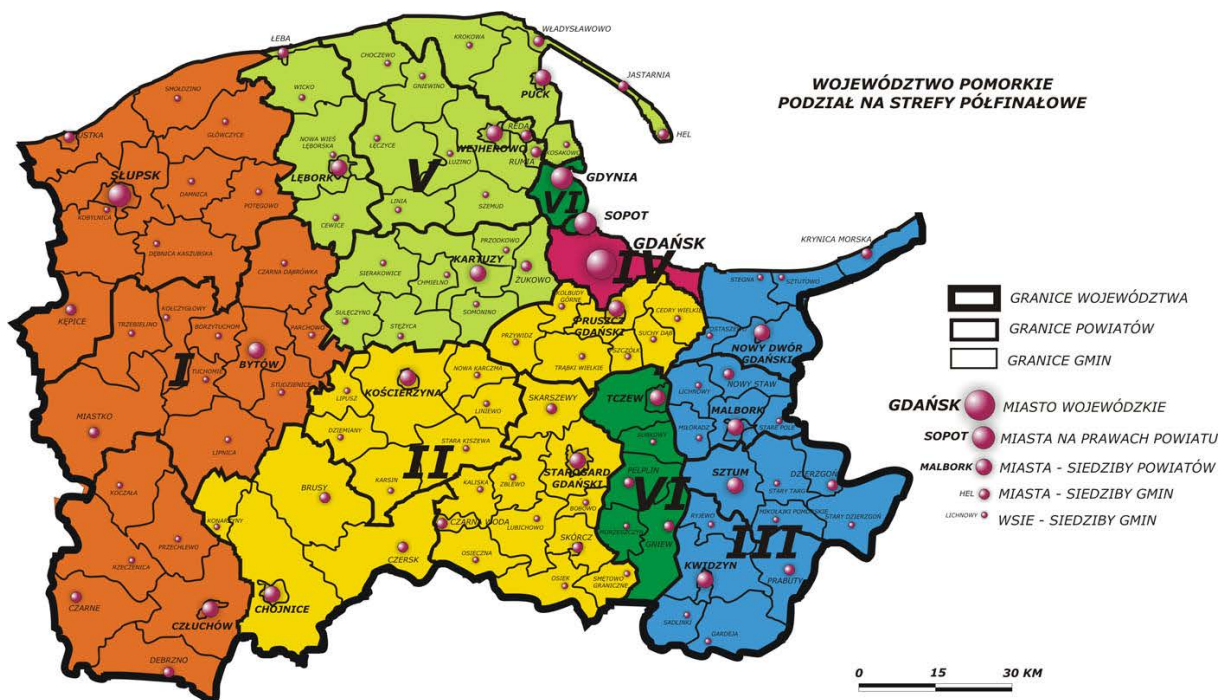 WOJEWÓDZTWO POMORKIE
PODZIAŁ NA STREFY PÓŁFINAŁOWE
ŁEBA
WŁADYSŁAWOWO
KROKOWA
CHOCZEWO
JASTARNIA
SMOŁDZINO
WICKO
GNIEWINO
PUCK
HEL
USTKA
GŁÓWCZYCE
NOWA WIEŚ
LĘBORSKA
ŁĘCZYCE
WEJHEROWO
REDA
RUMIA
KOSAKOWO
LUZINO
V
SŁUPSK
DAMNICA
POTĘGOWO
LĘBORK
GDYNIA
VI
KOBYLNICA
CEWICE
LINIA
SZEMUD
SOPOT
DĘBNICA KASZUBSKA
CZARNA DĄBRÓWKA
PRZODKOWO
KARTUZY
GDAŃSK
IV
KRYNICA MORSKA
SIERAKOWICE
CHMIELNO
ŻUKOWO
STEGNA
SZTUTOWO
KĘPICE
KOŁCZYGŁOWY
SULĘCZYNO
STĘŻYCA
SOMONINO
KOLBUDY
GÓRNE
PRUSZCZ
GDAŃSKI
CEDRY WIELKIE
TRZEBIELINO
BORZYTUCHOM
PARCHOWO
PRZYWIDZ
SUCHY DĄB
PSZCZÓŁKI
NOWY DWÓR
GDAŃSKI
I
BYTÓW
TUCHOMIE
STUDZIENICE
TRĄBKI WIELKIE
NOWA KARCZMA
KOŚCIERZYNA
LIPUSZ
LINIEWO
SKARSZEWY
TCZEW
LICHNOWY
NOWY STAW
MALBORK
MIŁORADZ
STARE POLE
MIASTKO
LIPNICA
DZIEMIANY
STARA KISZEWA
II
SUBKOWY
STAROGARD
GDAŃSKI
PELPLIN
SZTUM
DZIERZGOŃ
STARY TARG
KOCZAŁA
BRUSY
KARSIN
KALISKA
ZBLEWO
BOBOWO
VI
RYJEWO
MIKOŁAJKI POMORSKIE
STARY DZIERZGOŃ
KONARZYNY
CZARNA WODA
LUBICHOWO
MORZESZCZYN
GNIEW
III
PRZECHLEWO
RZECZENICA
CZERSK
OSIECZNA
SKÓRCZ
OSIEK
SMĘTOWO
GRANICZNE
KWIDZYN
PRABUTY
CZARNE
CZŁUCHÓW
CHOJNICE
SADLINKI
GARDEJA
DEBRZNO
GRANICE WOJEWÓDZTWA
GRANICE POWIATÓW
GRANICE GMIN
GDAŃSK MIASTO WOJEWÓDZKIE
SOPOT MIASTA NA PRAWACH POWIATU
MALBORK MIASTA - SIEDZIBY POWIATÓW
HEL MIASTA - SIEDZIBY GMIN
LICHNOWY WSIE - SIEDZIBY GMIN
0 15 30 KM